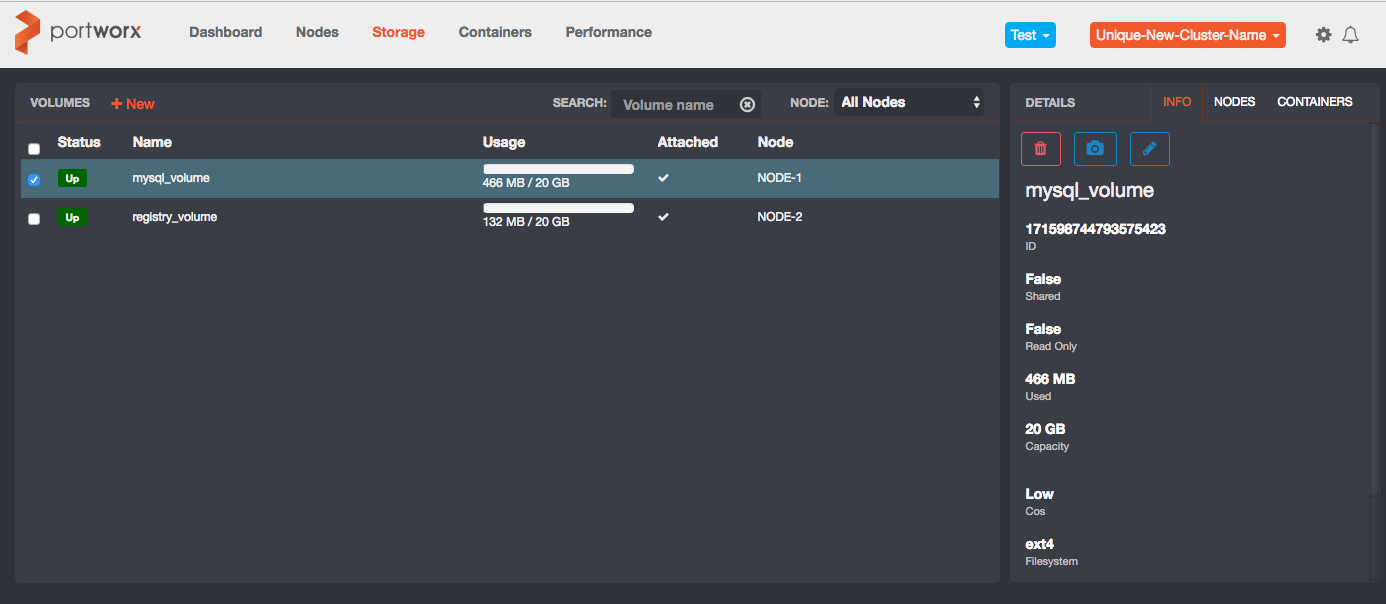 portworx Dashboard Nodes Storage Containers Performance Test Unique-New-Cluster-Name
VOLUMES + New SEARCH: Volume name NODE: All Nodes
Status Name Usage Attached Node
Up mysql_volume 466 MB / 20 GB NODE-1
Up registry_volume 132 MB / 20 GB NODE-2
DETAILS INFO NODES CONTAINERS
mysql_volume
171598744793575423
ID
False
Shared
False
Read Only
466 MB
Used
20 GB
Capacity
Low
Cos
ext4
Filesystem